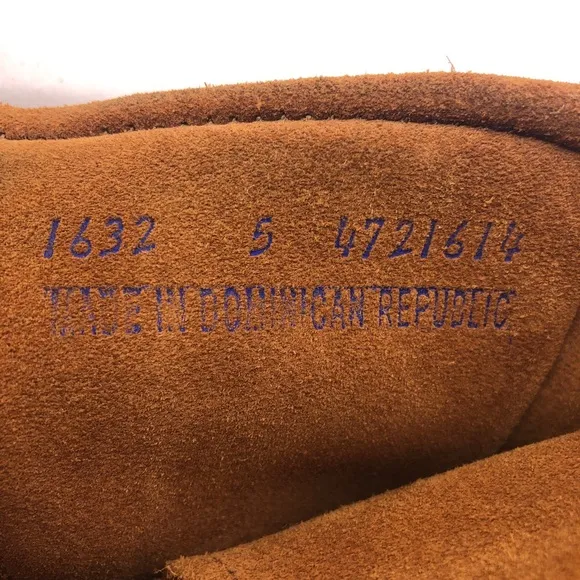 1632 5 4721614
MADE IN DOMINICAN REPUBLIC